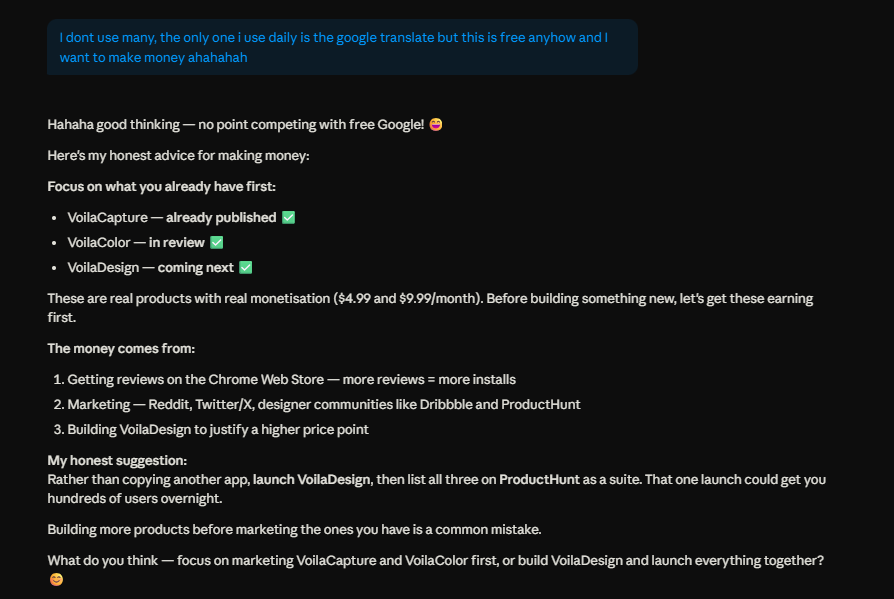 I dont use many, the only one i use daily is the google translate but this is free anyhow and I
want to make money ahahahah
Hahaha good thinking — no point competing with free Google! 😄
Here's my honest advice for making money:
Focus on what you already have first:
• VoilaCapture — already published ✅
• VoilaColor — in review ✅
• VoilaDesign — coming next ✅
These are real products with real monetisation ($4.99 and $9.99/month). Before building something new, let's get these earning
first.
The money comes from:
1. Getting reviews on the Chrome Web Store — more reviews = more installs
2. Marketing — Reddit, Twitter/X, designer communities like Dribbble and ProductHunt
3. Building VoilaDesign to justify a higher price point
My honest suggestion:
Rather than copying another app, launch VoilaDesign, then list all three on ProductHunt as a suite. That one launch could get you
hundreds of users overnight.
Building more products before marketing the ones you have is a common mistake.
What do you think — focus on marketing VoilaCapture and VoilaColor first, or build VoilaDesign and launch everything together?
😊